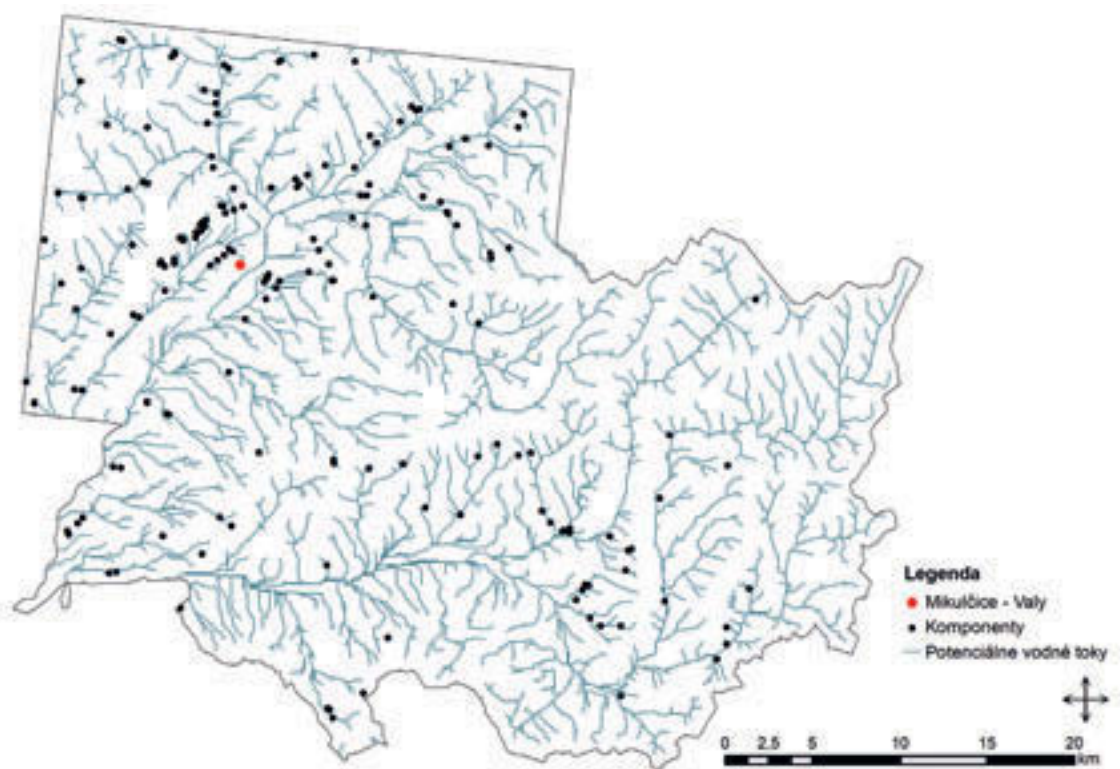 Legenda
Mikulčice - Valy
Komponenty
Potenciálne vodné toky
0 2,5 5 10 15 20
km